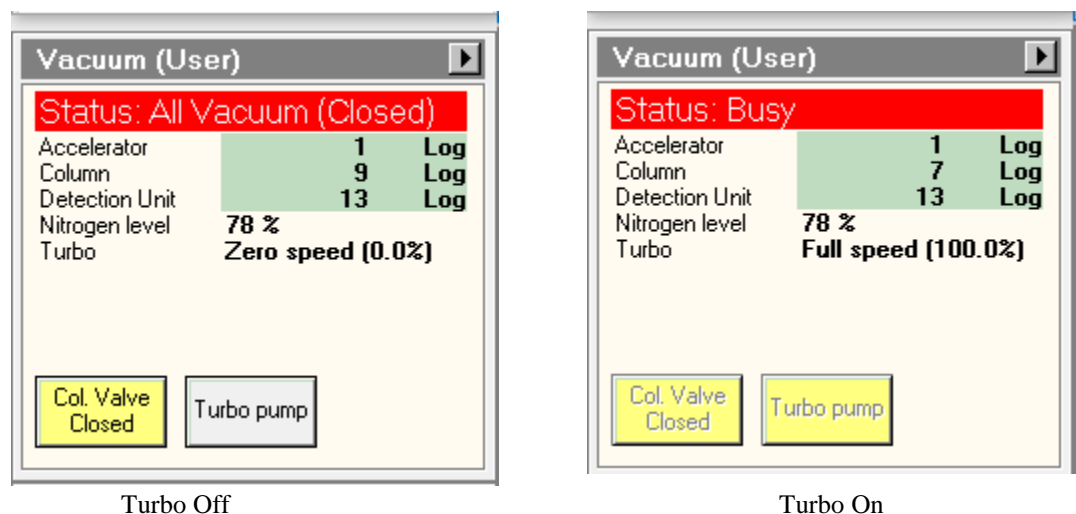 Vacuum (User)
Status: All Vacuum (Closed)
Accelerator 1 Log
Column 9 Log
Detection Unit 13 Log
Nitrogen level 78 %
Turbo Zero speed (0.0%)
Col. Valve
Closed
Turbo pump
Turbo Off
Vacuum (User)
Status: Busy
Accelerator 1 Log
Column 7 Log
Detection Unit 13 Log
Nitrogen level 78 %
Turbo Full speed (100.0%)
Col. Valve
Closed
Turbo pump
Turbo On